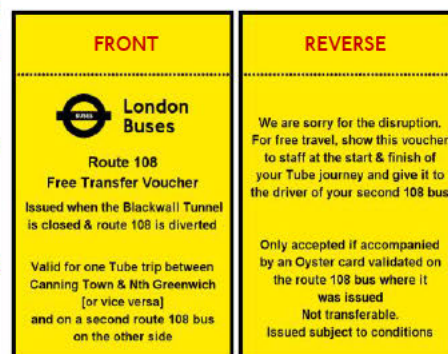 FRONT
BUSES
London
Buses
Route 108
Free Transfer Voucher
Issued when the Blackwall Tunnel
is closed & route 108 is diverted
Valid for one Tube trip between
Canning Town & Nth Greenwich
[or vice versa]
and on a second route 108 bus
on the other side
REVERSE
We are sorry for the disruption.
For free travel, show this voucher
to staff at the start & finish of
your Tube journey and give it to
the driver of your second 108 bus
Only accepted if accompanied
by an Oyster card validated on
the route 108 bus where it
was issued
Not transferable.
Issued subject to conditions